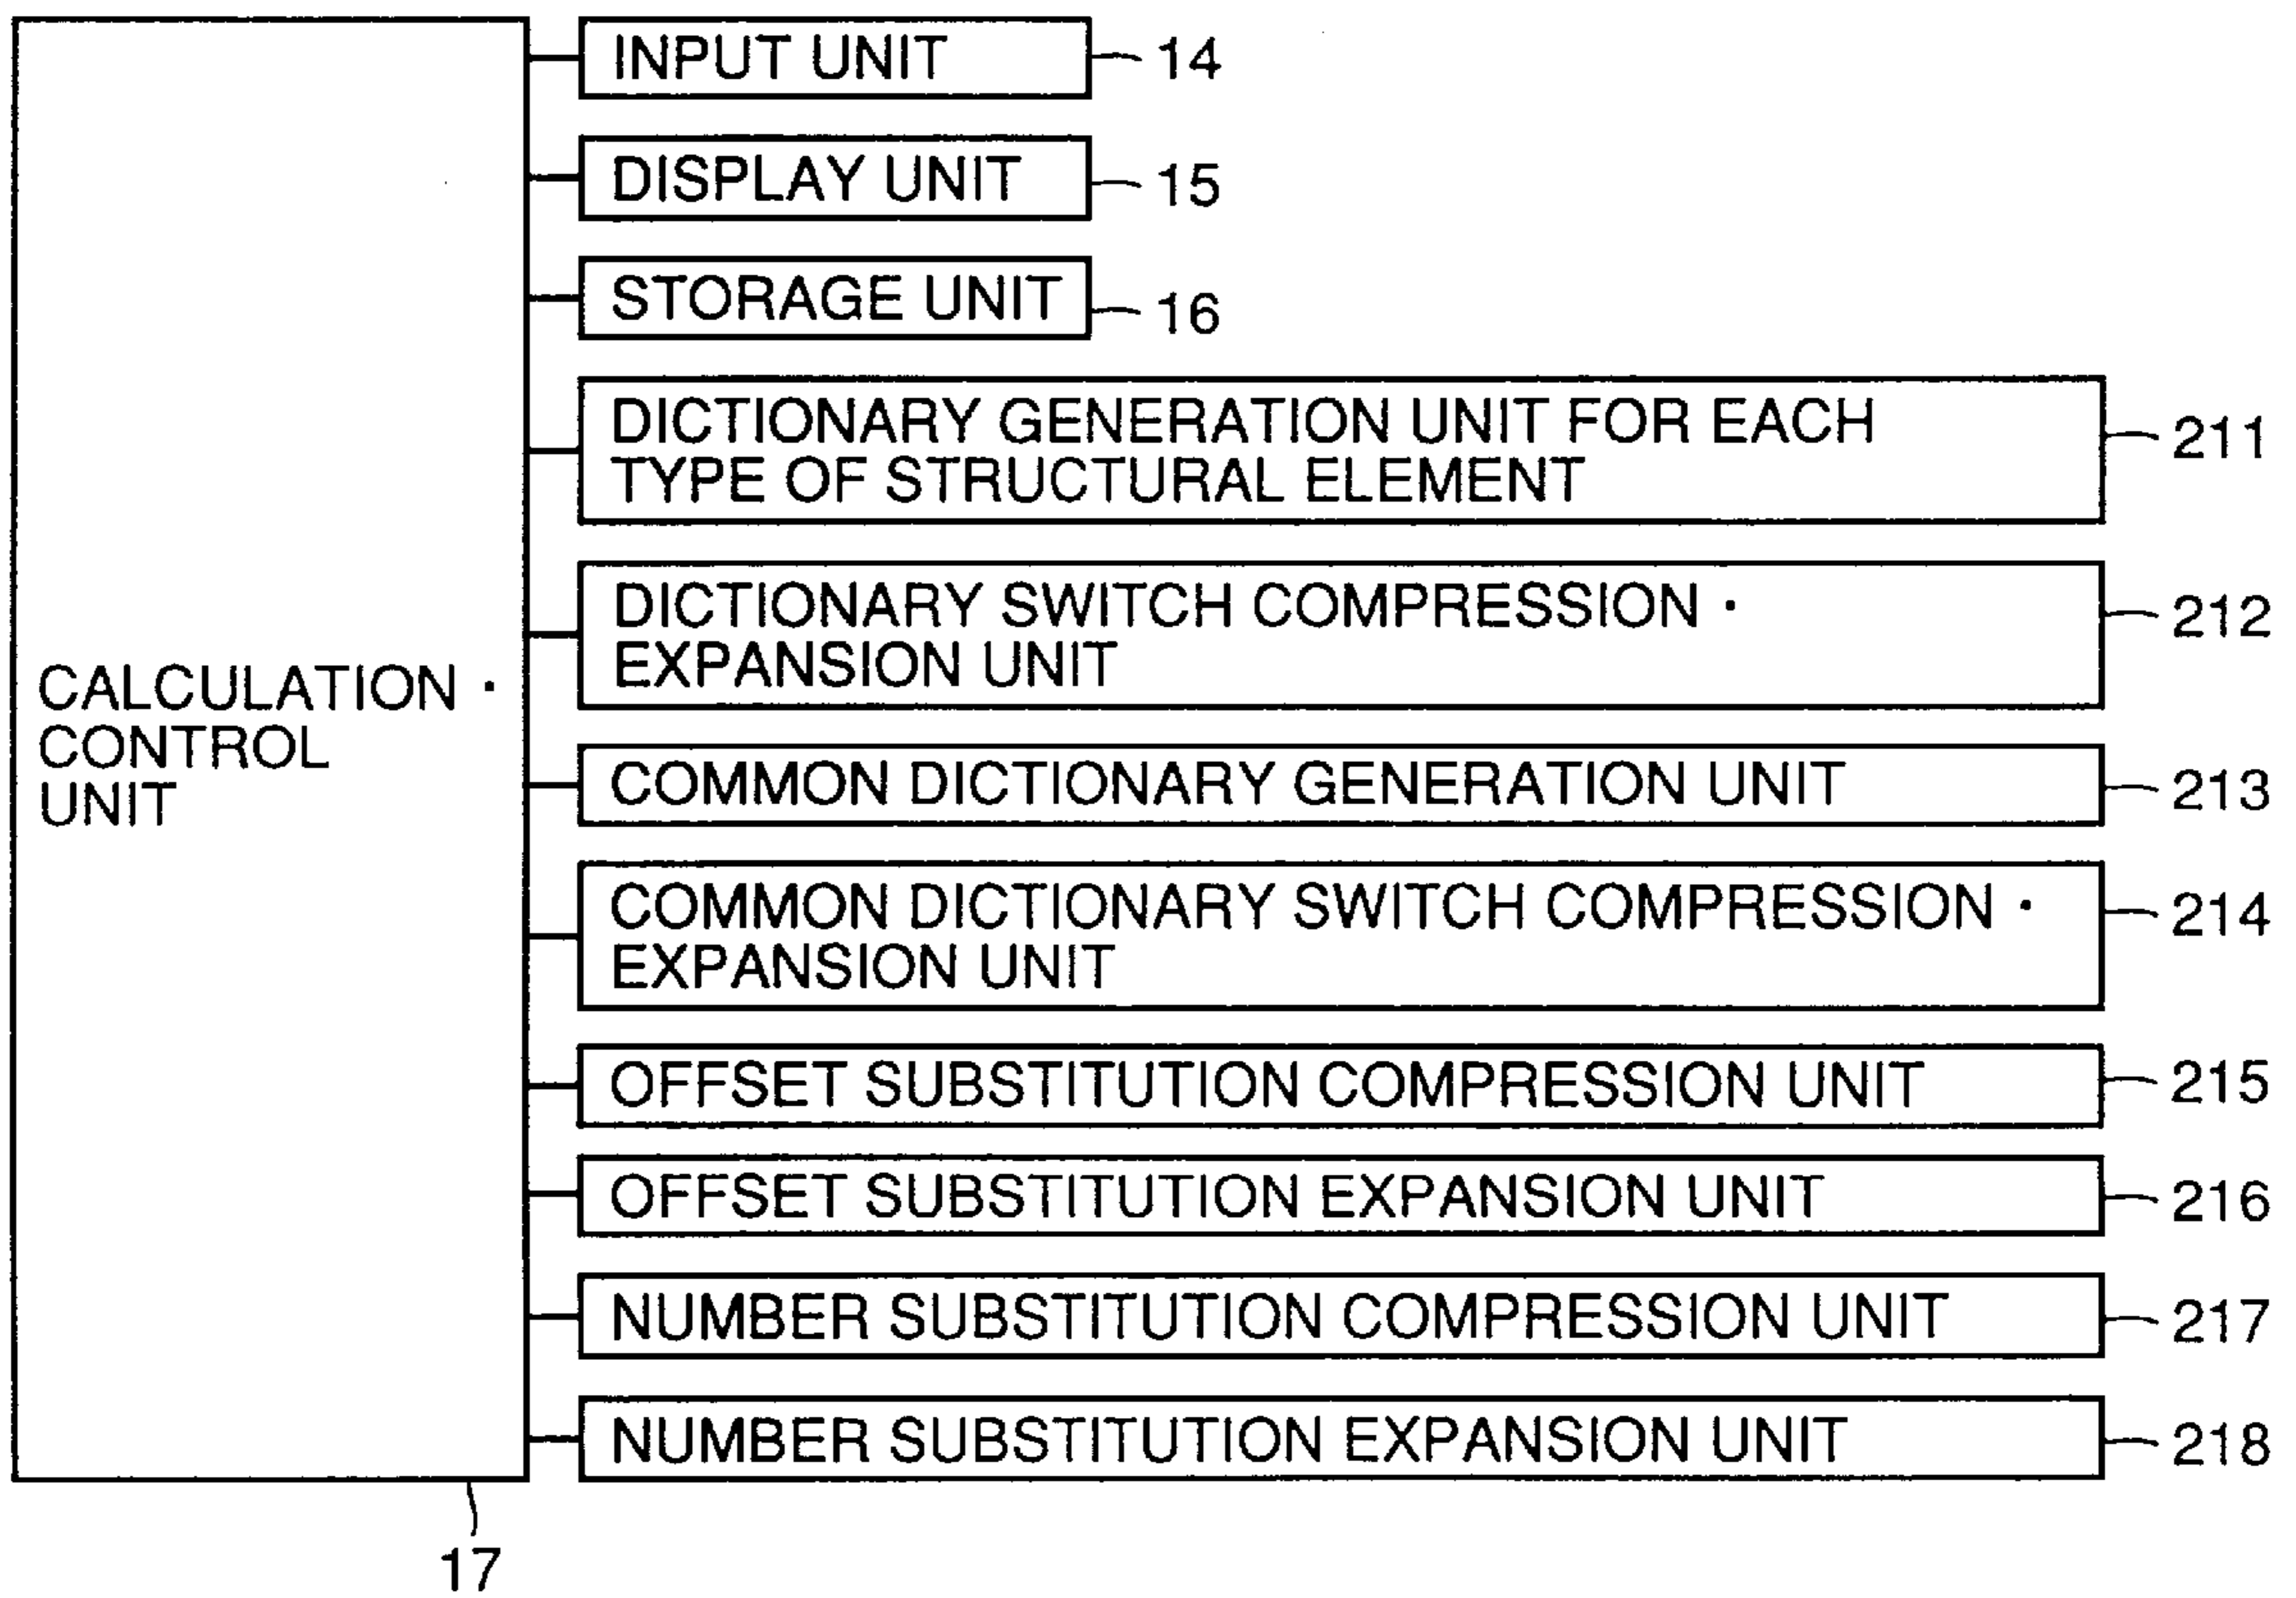 INPUT UNIT
14
DISPLAY UNIT
15
STORAGE UNIT
16
DICTIONARY GENERATION UNIT FOR EACH
TYPE OF STRUCTURAL ELEMENT
211
DICTIONARY SWITCH COMPRESSION ·
EXPANSION UNIT
212
CALCULATION ·
CONTROL
UNIT
COMMON DICTIONARY GENERATION UNIT
213
COMMON DICTIONARY SWITCH COMPRESSION ·
EXPANSION UNIT
214
OFFSET SUBSTITUTION COMPRESSION UNIT
215
OFFSET SUBSTITUTION EXPANSION UNIT
216
NUMBER SUBSTITUTION COMPRESSION UNIT
217
NUMBER SUBSTITUTION EXPANSION UNIT
218
17